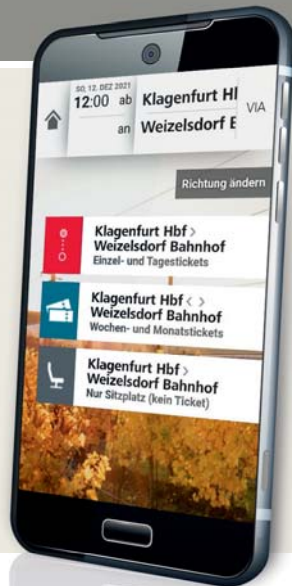 SO, 12. DEZ 2021
12:00 ab Klagenfurt H
VIA
an Weizelsdorf
Richtung ändern
Klagenfurt Hbf >
Weizelsdorf Bahnhof
Einzel- und Tagestickets
Klagenfurt Hbf < >
Weizelsdorf Bahnhof
Wochen- und Monatstickets
Klagenfurt Hbf >
Weizelsdorf Bahnhof
Nur Sitzplatz (kein Ticket)